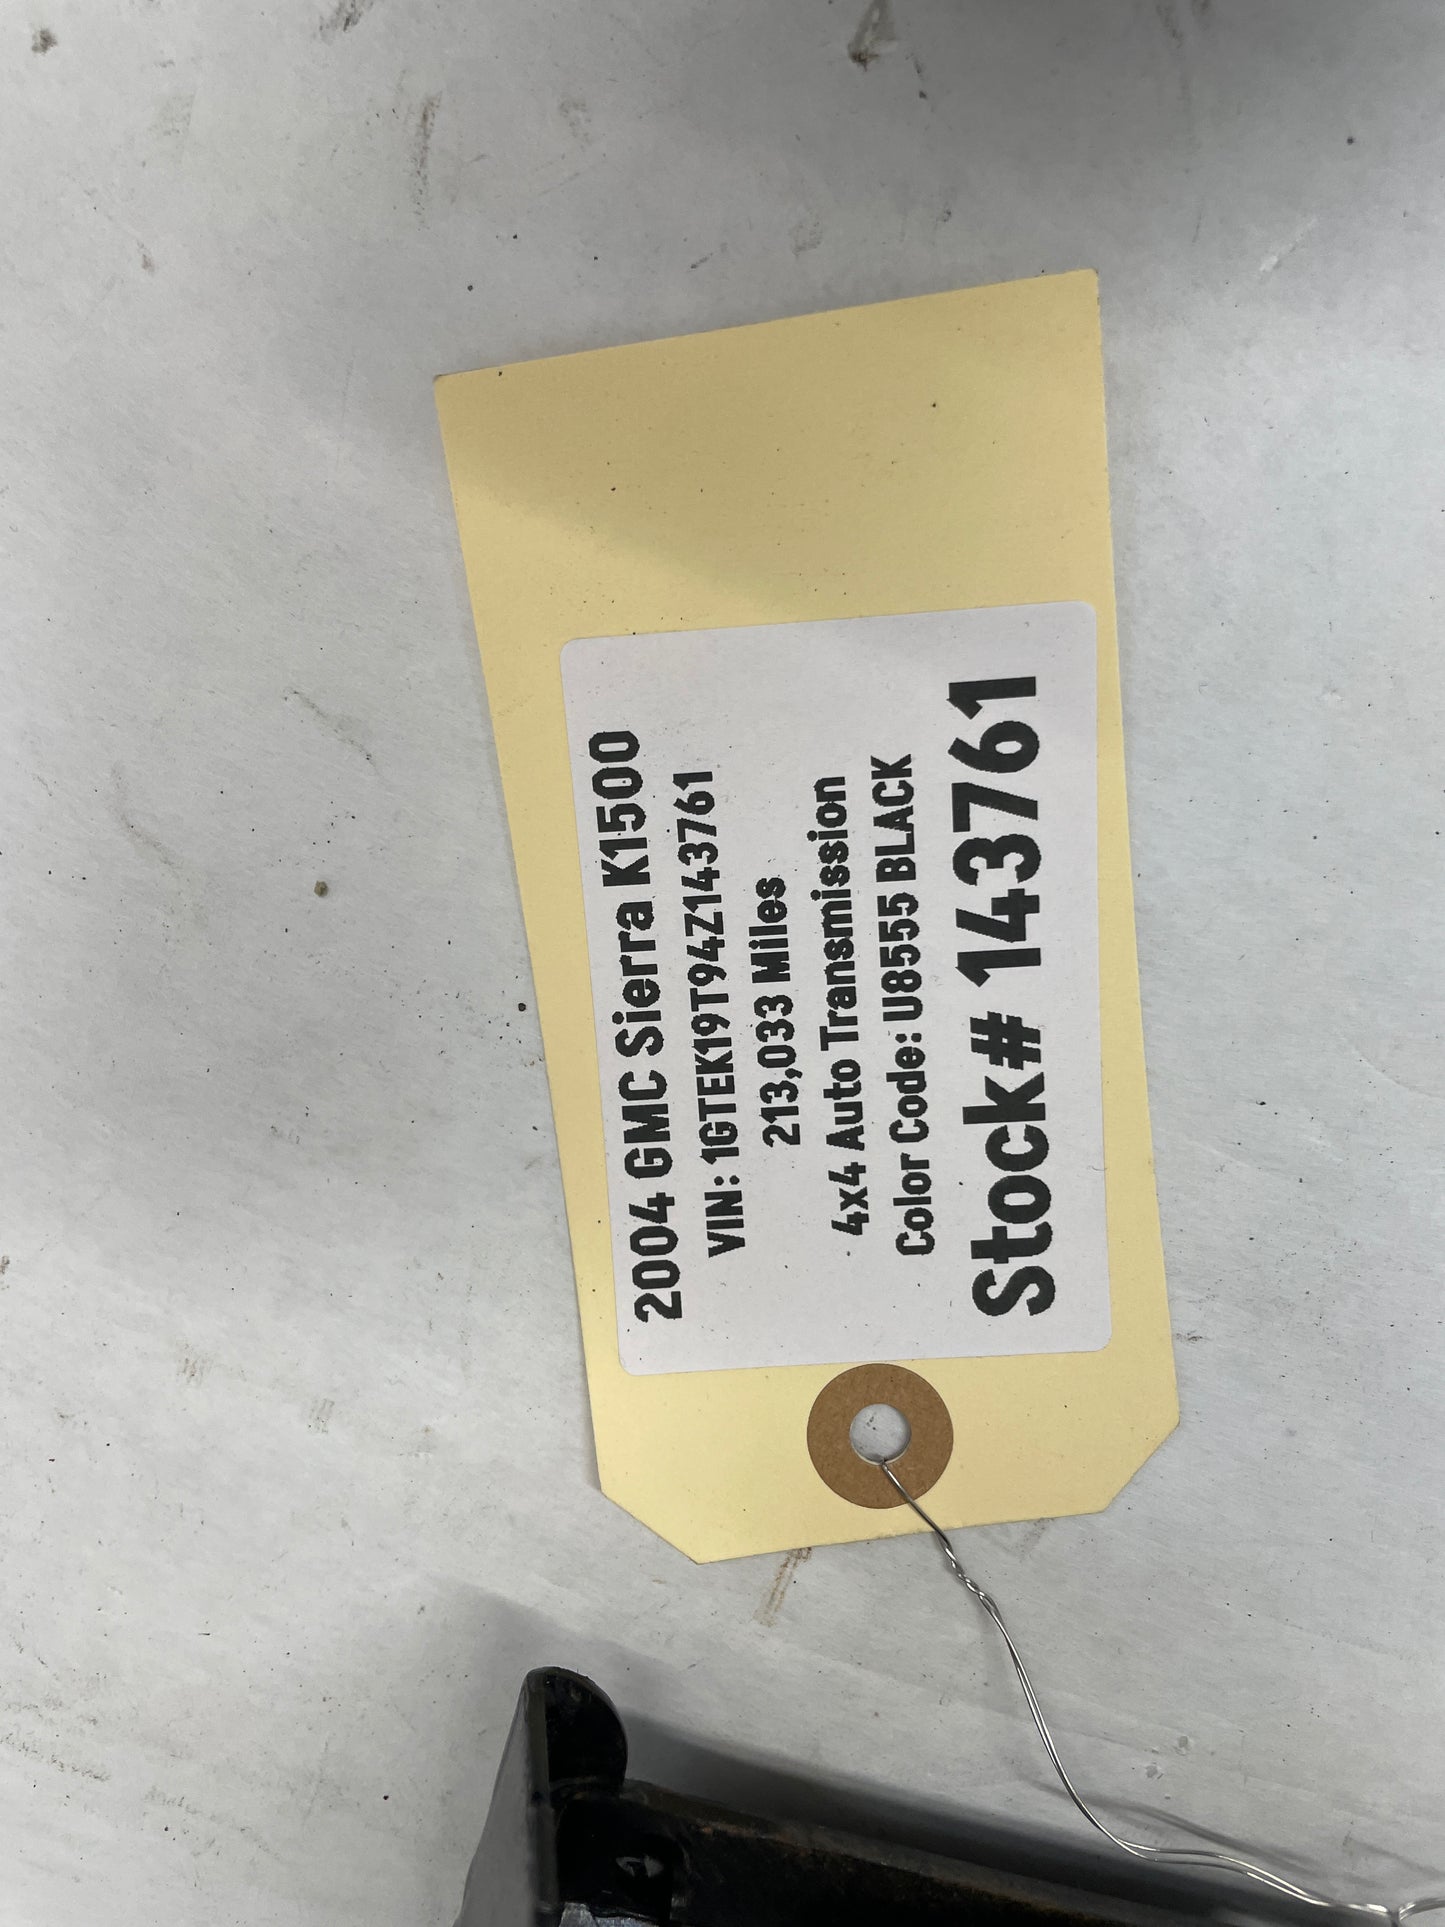 2004 GMC Sierra K1500
VIN: 1GTEK19T94Z143761
213,033 Miles
4x4 Auto Transmission
Color Code: U8555 BLACK
Stock# 143761